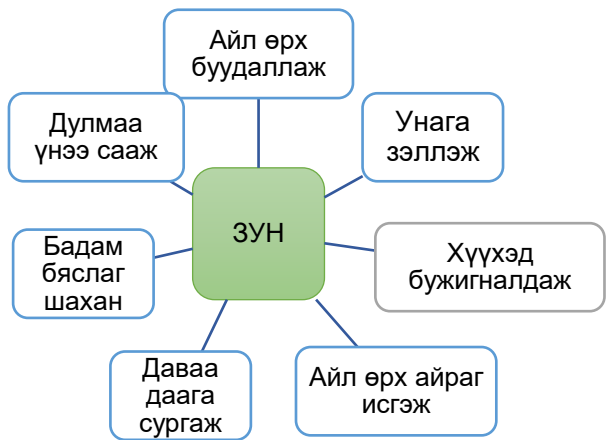 Айл өрх
буудаллаж
Унага
зэллэж
Хүүхэд
бужигналдаж
Айл өрх айраг
исгэж
Даваа
даага
сургаж
Бадам
бяслаг
шахан
Дулмаа
үнээ сааж
ЗУН